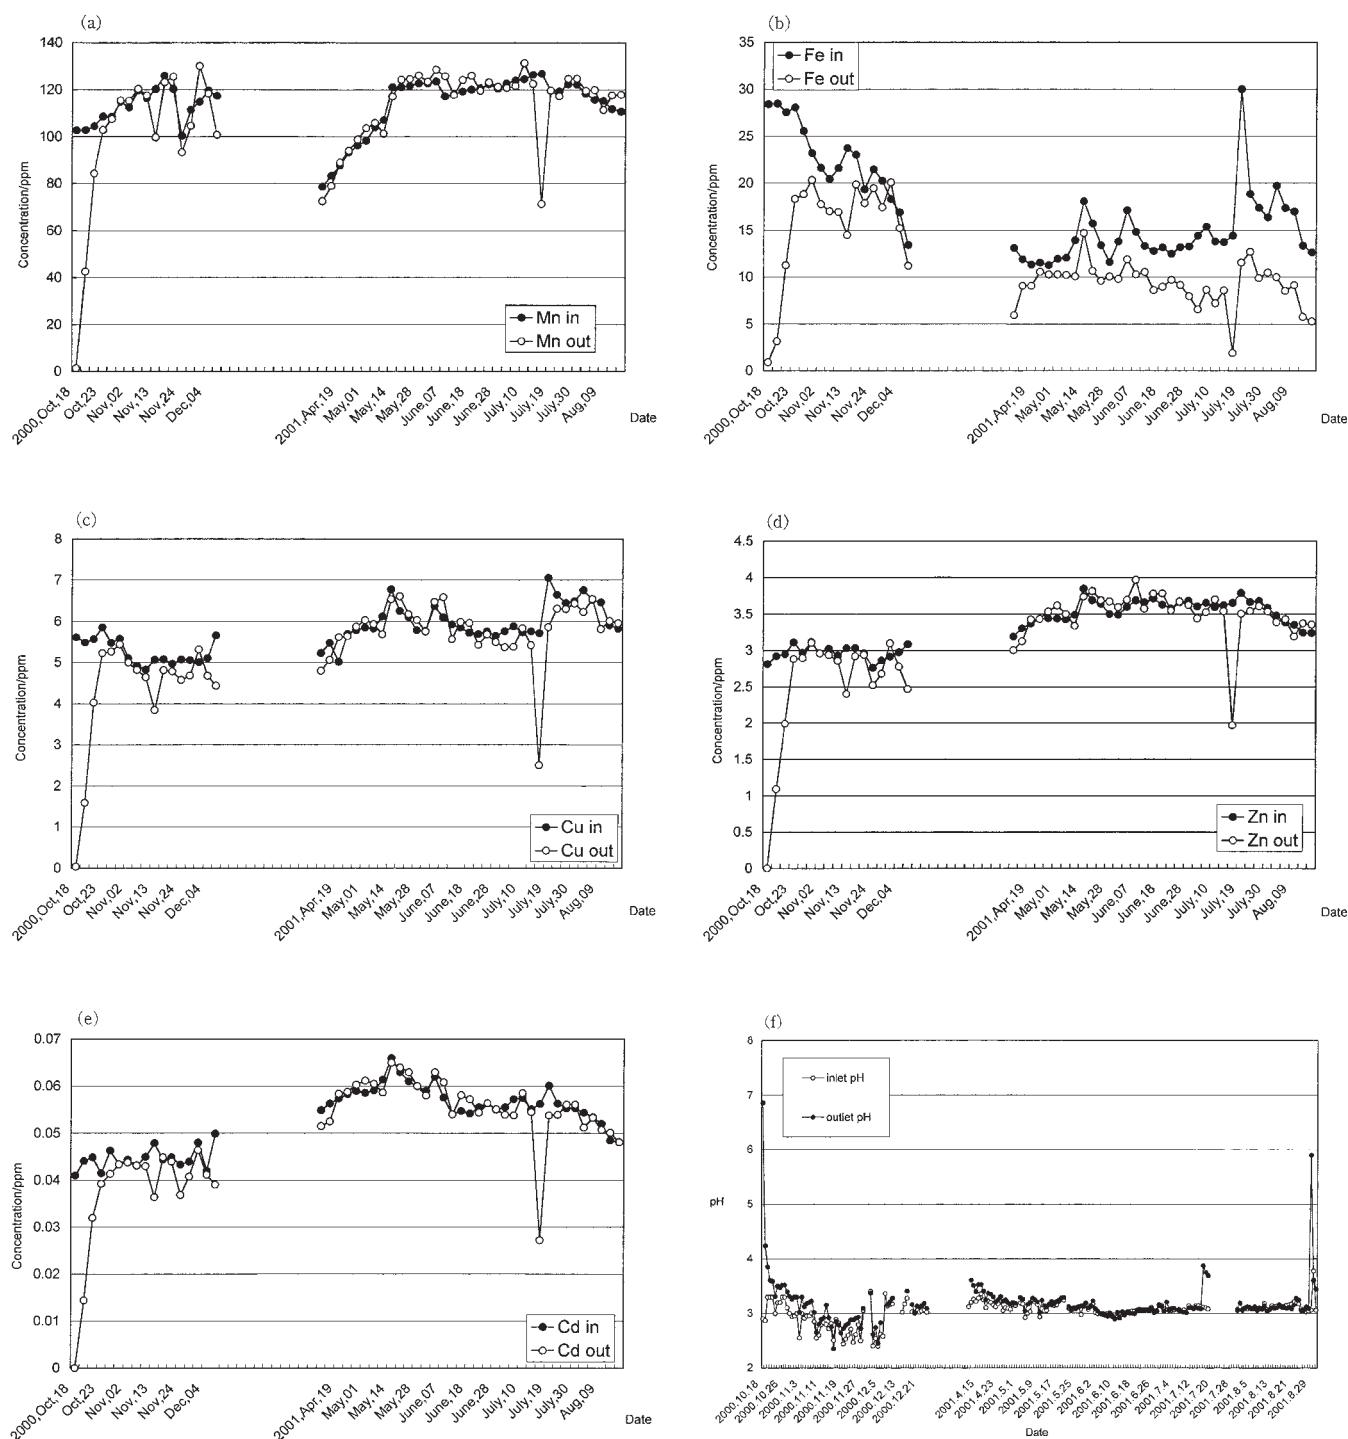 (a)
140
120
100
80
60
40
20
0
Concentration/ppm
Mn in
Mn out
2000,Oct,18
Oct,23
Nov,02
Nov,13
Nov,24
Dec,04
2001,Apr,19
May,01
May,14
May,28
June,07
June,18
June,28
July,10
July,19
July,30
Aug,09
Date
(b)
35
30
25
20
15
10
5
0
Concentration/ppm
Fe in
Fe out
2000,Oct,18
Oct,23
Nov,02
Nov,13
Nov,24
Dec,04
2001,Apr,19
May,01
May,14
May,28
June,07
June,18
June,28
July,10
July,19
July,30
Aug,09
Date
(c)
8
7
6
5
4
3
2
1
0
Concentration/ppm
Cu in
Cu out
2000,Oct,18
Oct,23
Nov,02
Nov,13
Nov,24
Dec,04
2001,Apr,19
May,01
May,14
May,28
June,07
June,18
June,28
July,10
July,19
July,30
Aug,09
Date
(d)
4.5
4
3.5
3
2.5
2
1.5
1
0.5
0
Concentration/ppm
Zn in
Zn out
2000,Oct,18
Oct,23
Nov,02
Nov,13
Nov,24
Dec,04
2001,Apr,19
May,01
May,14
May,28
June,07
June,18
June,28
July,10
July,19
July,30
Aug,09
Date
(e)
0.07
0.06
0.05
0.04
0.03
0.02
0.01
0
Concentration/ppm
Cd in
Cd out
2000,Oct,18
Oct,23
Nov,02
Nov,13
Nov,24
Dec,04
2001,Apr,19
May,01
May,14
May,28
June,07
June,18
June,28
July,10
July,19
July,30
Aug,09
Date
(f)
8
7
6
5
4
3
2
pH
inlet pH
outlet pH
2000.10.18
2000.10.26
2000.11.3
2000.11.11
2000.11.19
2000.11.27
2000.12.5
2000.12.13
2000.12.21
2001.4.15
2001.4.23
2001.5.1
2001.5.9
2001.5.17
2001.5.25
2001.6.2
2001.6.10
2001.6.18
2001.6.26
2001.7.4
2001.7.12
2001.7.20
2001.7.28
2001.8.5
2001.8.13
2001.8.21
2001.8.29
Date